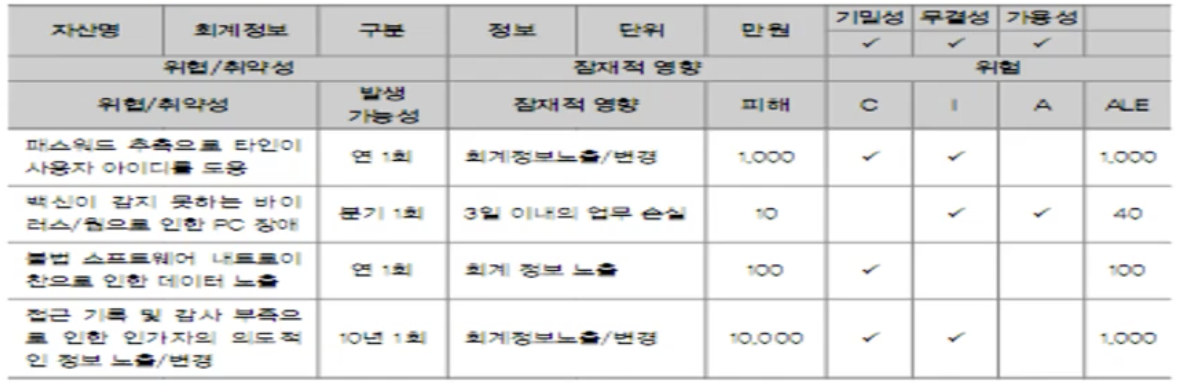 자산명 회계정보 구분 정보 단위 만원 기밀성 무결성 가용성
✓ ✓ ✓
위협/취약성 잠재적 영향 위험
위협/취약성 발생 가능성 잠재적 영향 피해 C I A ALE
패스워드 추측으로 타인이
사용자 아이디를 도용
연 1회 회계정보노출/변경 1,000 ✓ ✓ 1,000
백신이 감지 못하는 바이
러스/웜으로 인한 PC 장애
분기 1회 3일 이내의 업무 손실 10 ✓ ✓ 40
불법 스프트웨어 내트로이
찬으로 인한 데이터 노출
연 1회 회계 정보 노출 100 ✓ 100
접근 기록 및 감사 부족으
로 인한 인가자의 의도적
인 정보 노출/변경
10년 1회 회계정보노출/변경 10,000 ✓ ✓ 1,000